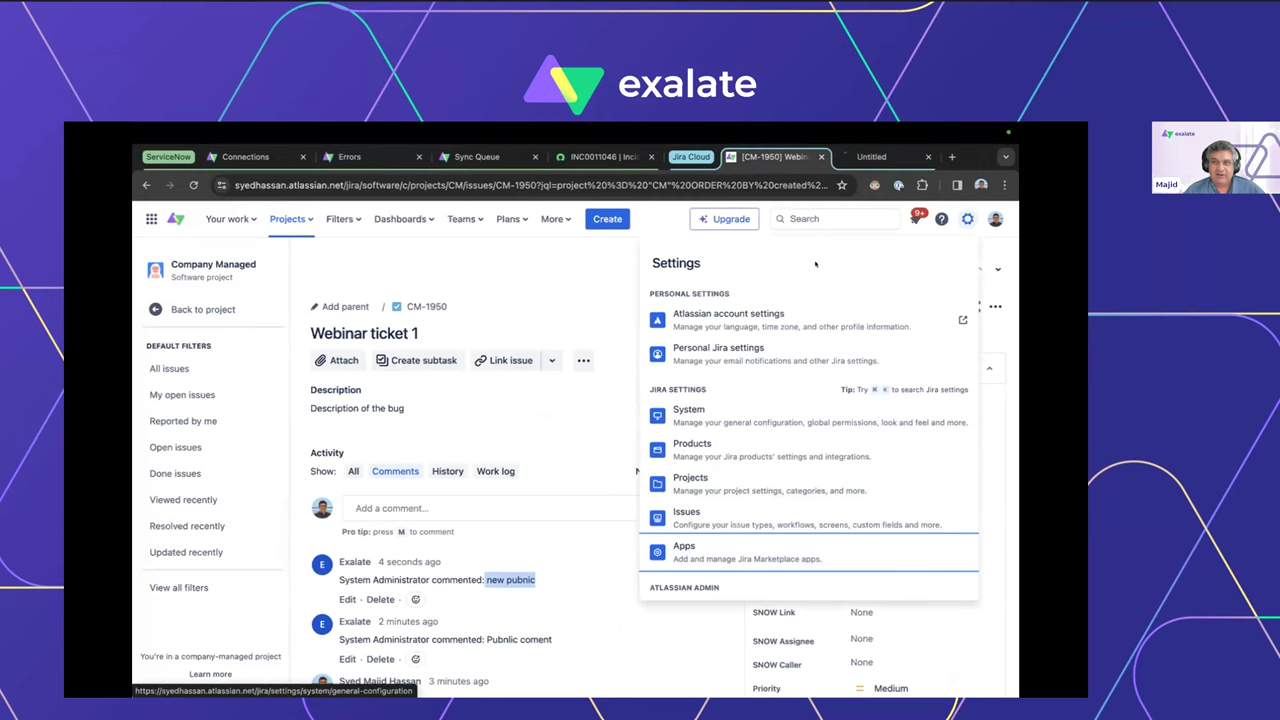 exalate
exalate
Majid
ServiceNow
Connections
Errors
Sync Queue
INC0011046 | Inci
Jira Cloud
[CM-1950] Webin
Untitled
syedhassan.atlassian.net/jira/software/c/projects/CM/issues/CM-1950?jql=project%20%3D%20"CM"%20ORDER%20BY%20created%2...
Your work
Projects
Filters
Dashboards
Teams
Plans
More
Create
Upgrade
Search
9+
Company Managed
Software project
Back to project
DEFAULT FILTERS
All issues
My open issues
Reported by me
Open issues
Done issues
Viewed recently
Resolved recently
Updated recently
View all filters
You're in a company-managed project
Learn more
https://syedhassan.atlassian.net/jira/settings/system/general-configuration
Add parent / CM-1950
Webinar ticket 1
Attach
Create subtask
Link issue
Description
Description of the bug
Activity
Show: All Comments History Work log
Add a comment...
Pro tip: press M to comment
E
Exalate 4 seconds ago
System Administrator commented: new pubnic
Edit · Delete ·
E
Exalate 2 minutes ago
System Administrator commented: Pubnlic coment
Edit · Delete ·
Syed Majid Hassan 3 minutes ago
Settings
PERSONAL SETTINGS
Atlassian account settings
Manage your language, time zone, and other profile information.
Personal Jira settings
Manage your email notifications and other Jira settings.
JIRA SETTINGS
Tip: Try ⌘ K to search Jira settings
System
Manage your general configuration, global permissions, look and feel and more.
Products
Manage your Jira products' settings and integrations.
Projects
Manage your project settings, categories, and more.
Issues
Configure your issue types, workflows, screens, custom fields and more.
Apps
Add and manage Jira Marketplace apps.
ATLASSIAN ADMIN
SNOW Link None
SNOW Assignee None
SNOW Caller None
Priority Medium